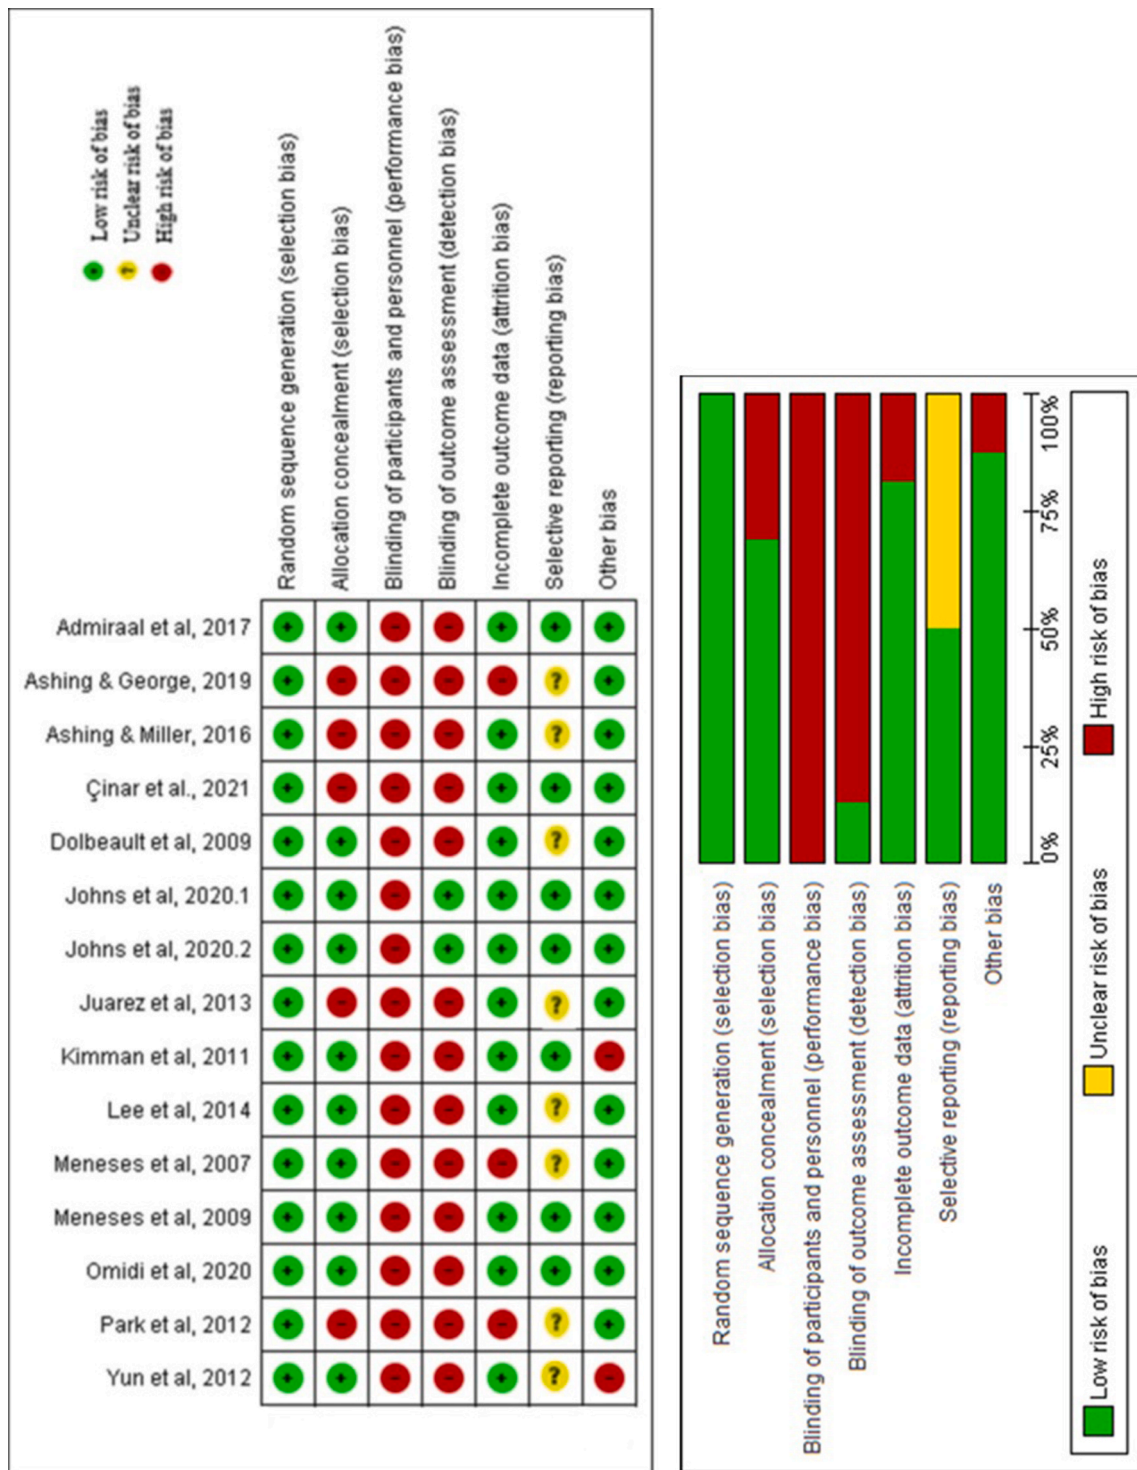 Low risk of bias
Unclear risk of bias
High risk of bias
Random sequence generation (selection bias)
Allocation concealment (selection bias)
Blinding of participants and personnel (performance bias)
Blinding of outcome assessment (detection bias)
Incomplete outcome data (attrition bias)
Selective reporting (reporting bias)
Other bias
Admiraal et al, 2017 + + - - + + +
Ashing & George, 2019 + - - - - ? +
Ashing & Miller, 2016 + - - - + ? +
Çinar et al., 2021 + - - - + + +
Dolbeault et al, 2009 + + - - + ? +
Johns et al, 2020.1 + + - + + + +
Johns et al, 2020.2 + + - + + + +
Juarez et al, 2013 + - - - + ? +
Kimman et al, 2011 + + - - + + -
Lee et al, 2014 + + - - + ? +
Meneses et al, 2007 + + - - - ? +
Meneses et al, 2009 + + - - + + +
Omidi et al, 2020 + + - - + + +
Park et al, 2012 + - - - - ? +
Yun et al, 2012 + + - - + ? -
Random sequence generation (selection bias)
Allocation concealment (selection bias)
Blinding of participants and personnel (performance bias)
Blinding of outcome assessment (detection bias)
Incomplete outcome data (attrition bias)
Selective reporting (reporting bias)
Other bias
0% 25% 50% 75% 100%
Low risk of bias
Unclear risk of bias
High risk of bias